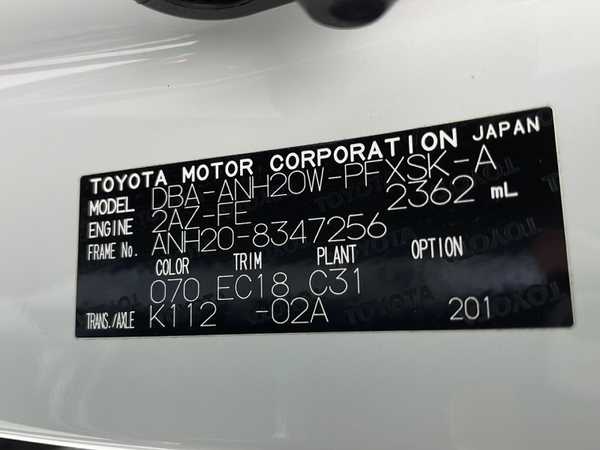 TOYOTA MOTOR CORPORATION JAPAN
MODEL DBA-ANH20W-PFXSK-A
ENGINE 2AZ-FE 2362 mL
FRAME No. ANH20-8347256
COLOR TRIM PLANT OPTION
070 EC18 C31
TRANS./AXLE K112 -02A 201